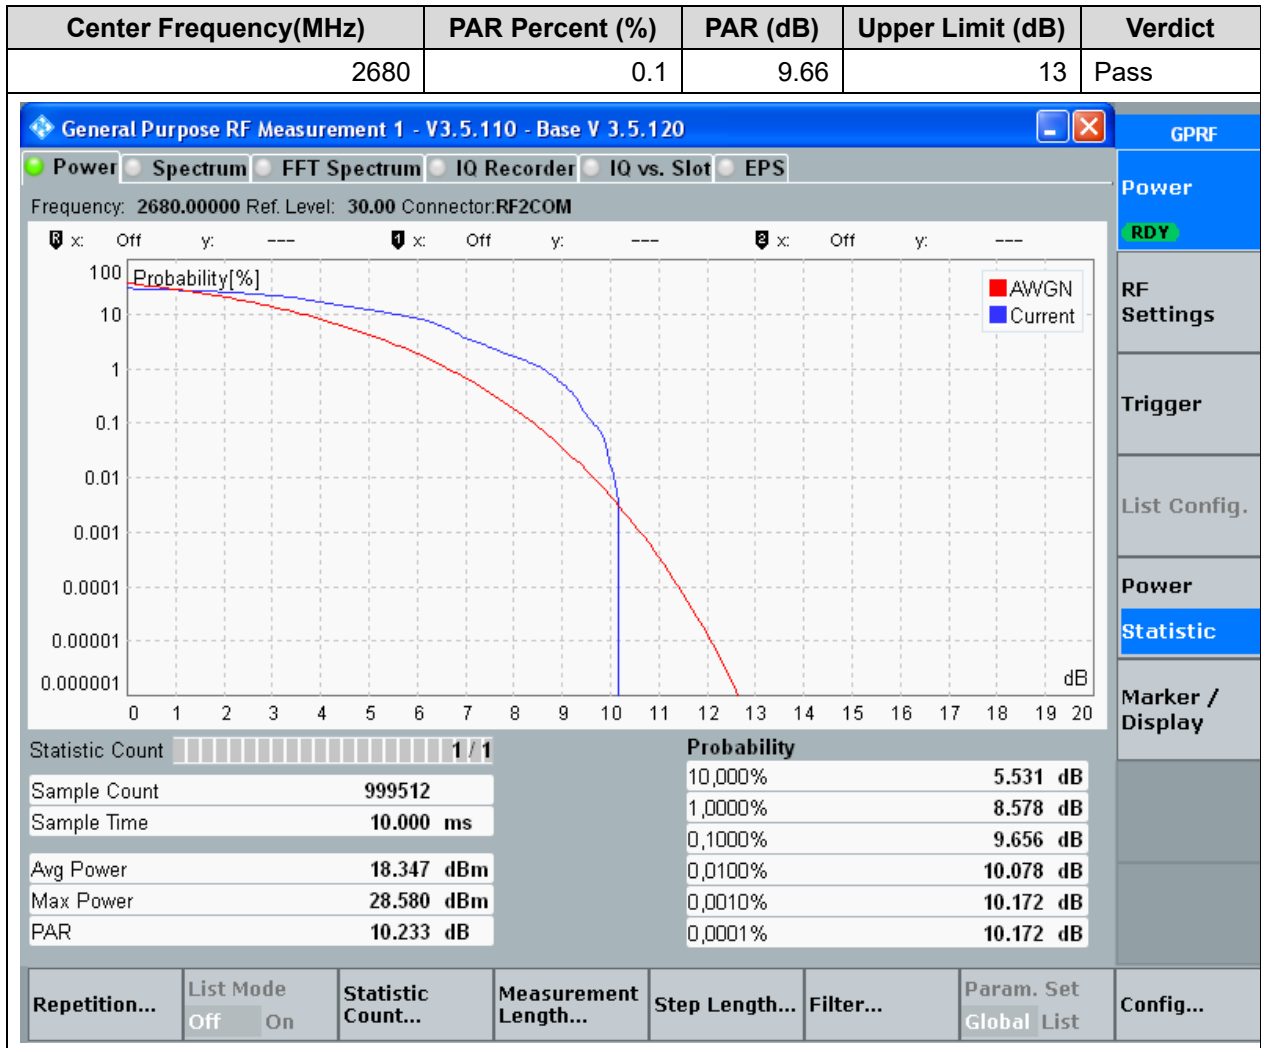 Center Frequency(MHz) PAR Percent (%) PAR (dB) Upper Limit (dB) Verdict
2680 0.1 9.66 13 Pass
General Purpose RF Measurement 1 - V3.5.110 - Base V 3.5.120
GPRF
Power Spectrum FFT Spectrum IQ Recorder IQ vs. Slot EPS
Power
RDY
Frequency: 2680.00000 Ref. Level: 30.00 Connector:RF2COM
R x: Off y: --- 1 x: Off y: --- 2 x: Off y: ---
Probability[%]
AWGN
Current
100
10
1
0.1
0.01
0.001
0.0001
0.00001
0.000001
dB
0 1 2 3 4 5 6 7 8 9 10 11 12 13 14 15 16 17 18 19 20
RF
Settings
Trigger
List Config.
Power
Statistic
Marker /
Display
Statistic Count 1 / 1
Sample Count 999512
Sample Time 10.000 ms
Avg Power 18.347 dBm
Max Power 28.580 dBm
PAR 10.233 dB
Probability
10,000% 5.531 dB
1,0000% 8.578 dB
0,1000% 9.656 dB
0,0100% 10.078 dB
0,0010% 10.172 dB
0,0001% 10.172 dB
Repetition...
List Mode
Off On
Statistic
Count...
Measurement
Length...
Step Length...
Filter...
Param. Set
Global List
Config...